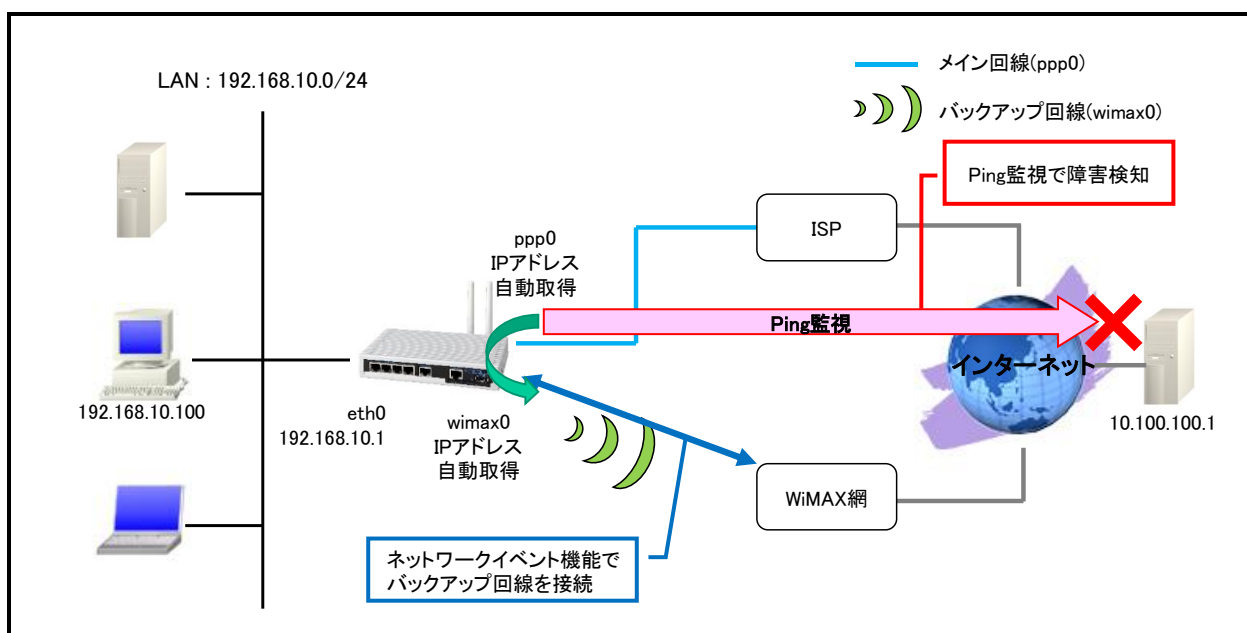 LAN : 192.168.10.0/24
メイン回線(ppp0)
バックアップ回線(wimax0)
Ping監視で障害検知
ISP
ppp0
IPアドレス
自動取得
Ping監視
インターネット
192.168.10.100
eth0
192.168.10.1
wimax0
IPアドレス
自動取得
10.100.100.1
WiMAX網
ネットワークイベント機能で
バックアップ回線を接続